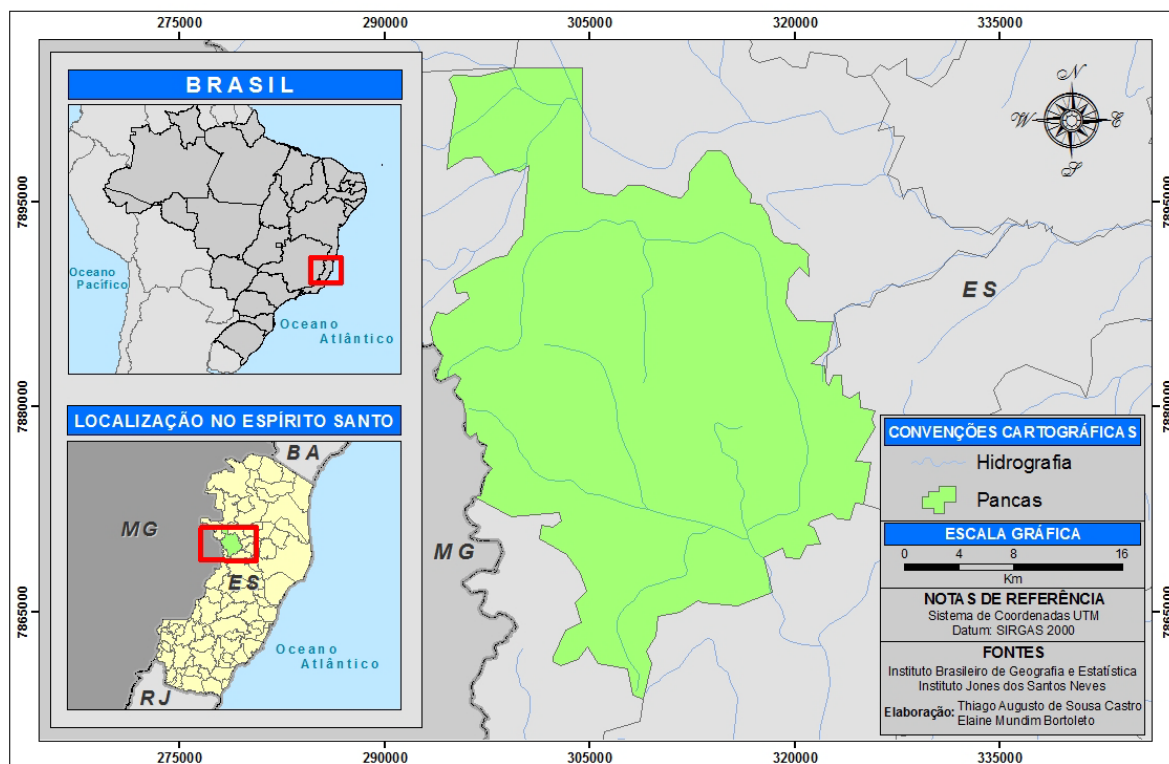 275000 290000 305000 320000 335000
BRASIL
Oceano
Pacífico
Oceano
Atlântico
LOCALIZAÇÃO NO ESPÍRITO SANTO
BA
MG
ES
Oceano
Atlântico
RJ
7895000
7880000
7865000
N
W E
S
ES
MG
7895000
7880000
7865000
CONVENÇÕES CARTOGRÁFICAS
Hidrografia
Pancas
ESCALA GRÁFICA
0 4 8 16
Km
NOTAS DE REFERÊNCIA
Sistema de Coordenadas UTM
Datum: SIRGAS 2000
FONTES
Instituto Brasileiro de Geografia e Estatística
Instituto Jones dos Santos Neves
Elaboração: Thiago Augusto de Sousa Castro
Elaine Mundim Bortoleto
275000 290000 305000 320000 335000